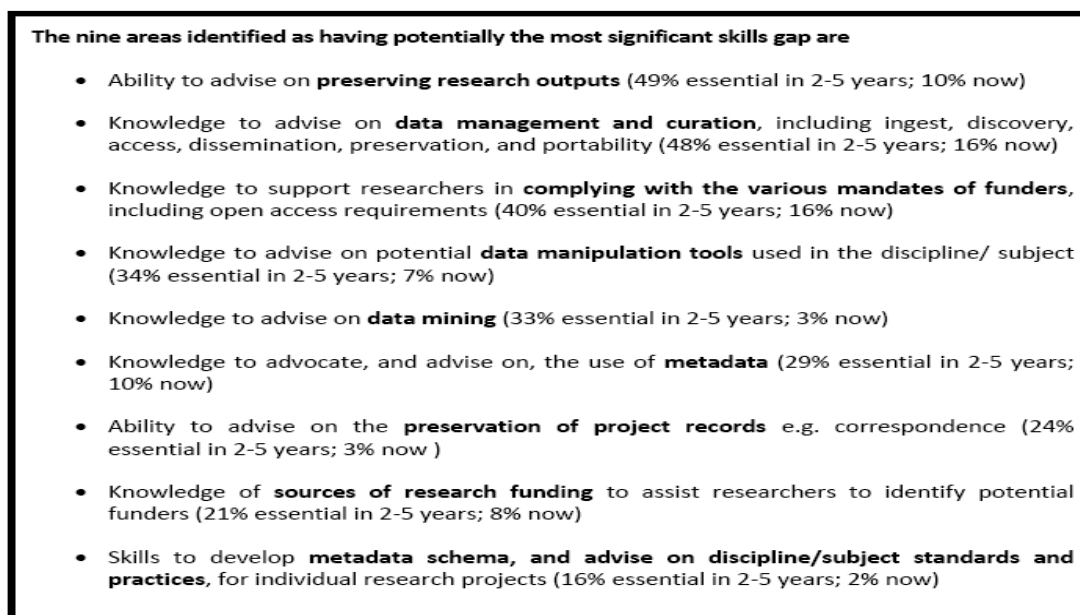 The nine areas identified as having potentially the most significant skills gap are
• Ability to advise on preserving research outputs (49% essential in 2-5 years; 10% now)
• Knowledge to advise on data management and curation, including ingest, discovery,
access, dissemination, preservation, and portability (48% essential in 2-5 years; 16% now)
• Knowledge to support researchers in complying with the various mandates of funders,
including open access requirements (40% essential in 2-5 years; 16% now)
• Knowledge to advise on potential data manipulation tools used in the discipline/ subject
(34% essential in 2-5 years; 7% now)
• Knowledge to advise on data mining (33% essential in 2-5 years; 3% now)
• Knowledge to advocate, and advise on, the use of metadata (29% essential in 2-5 years;
10% now)
• Ability to advise on the preservation of project records e.g. correspondence (24%
essential in 2-5 years; 3% now )
• Knowledge of sources of research funding to assist researchers to identify potential
funders (21% essential in 2-5 years; 8% now)
• Skills to develop metadata schema, and advise on discipline/subject standards and
practices, for individual research projects (16% essential in 2-5 years; 2% now)